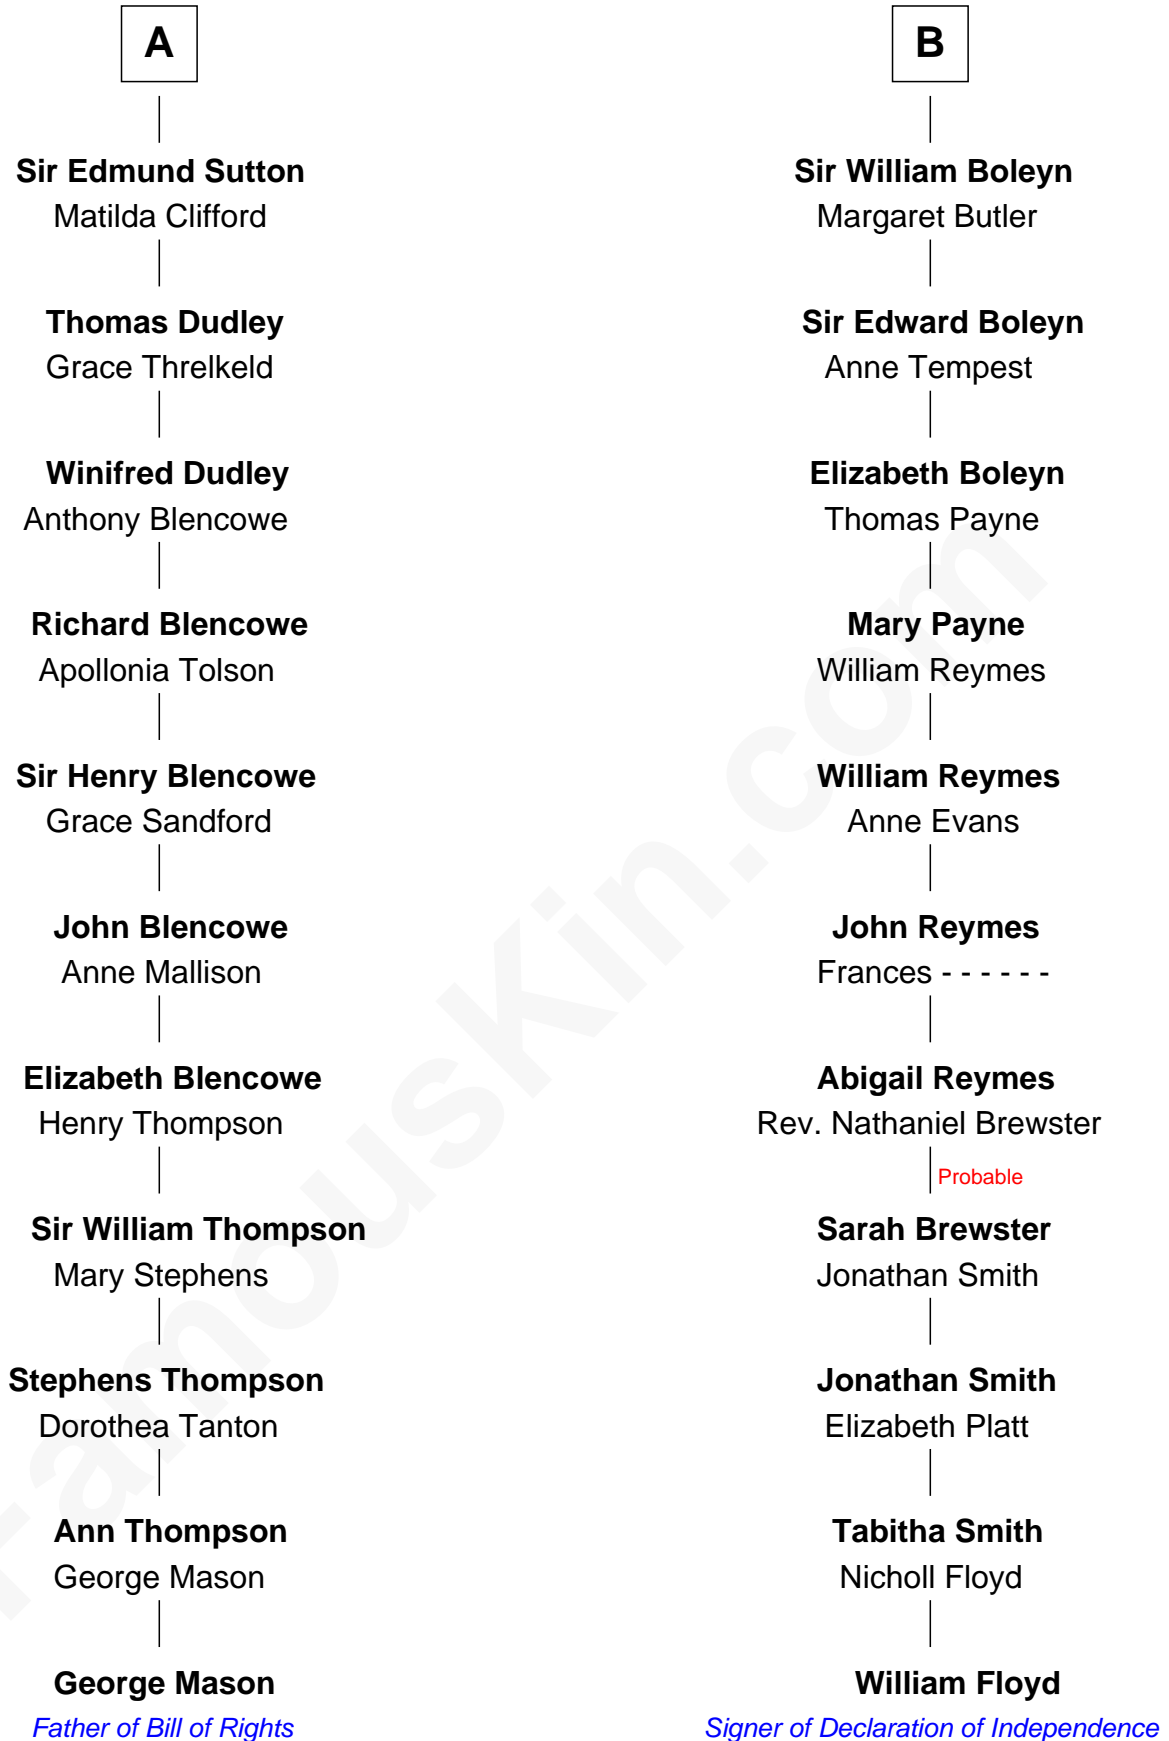 A
Sir Edmund Sutton
Matilda Clifford
Thomas Dudley
Grace Threlkeld
Winifred Dudley
Anthony Blencowe
Richard Blencowe
Apollonia Tolson
Sir Henry Blencowe
Grace Sandford
John Blencowe
Anne Mallison
Elizabeth Blencowe
Henry Thompson
Sir William Thompson
Mary Stephens
Stephens Thompson
Dorothea Tanton
Ann Thompson
George Mason
George Mason
Father of Bill of Rights
B
Sir William Boleyn
Margaret Butler
Sir Edward Boleyn
Anne Tempest
Elizabeth Boleyn
Thomas Payne
Mary Payne
William Reymes
William Reymes
Anne Evans
John Reymes
Frances - - - - - -
Abigail Reymes
Rev. Nathaniel Brewster
Probable
Sarah Brewster
Jonathan Smith
Jonathan Smith
Elizabeth Platt
Tabitha Smith
Nicholl Floyd
William Floyd
Signer of Declaration of Independence
FamousKin.com